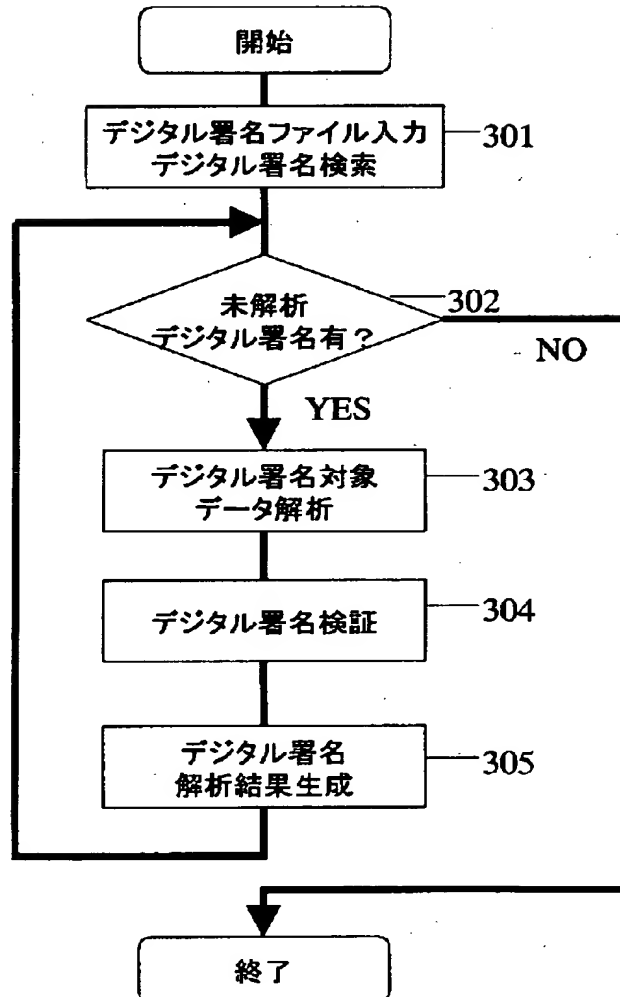 開始
デジタル署名ファイル入力
デジタル署名検索
301
未解析
デジタル署名有？
302
NO
YES
デジタル署名対象
データ解析
303
デジタル署名検証
304
デジタル署名
解析結果生成
305
終了